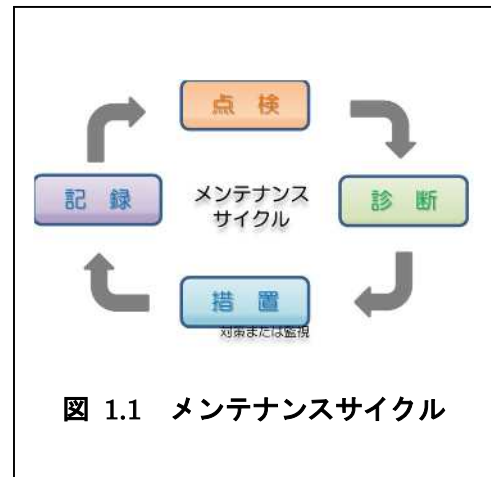 点 検
記 録
メンテナンス
サイクル
診 断
措 置
対策または監視
図 1.1 メンテナンスサイクル